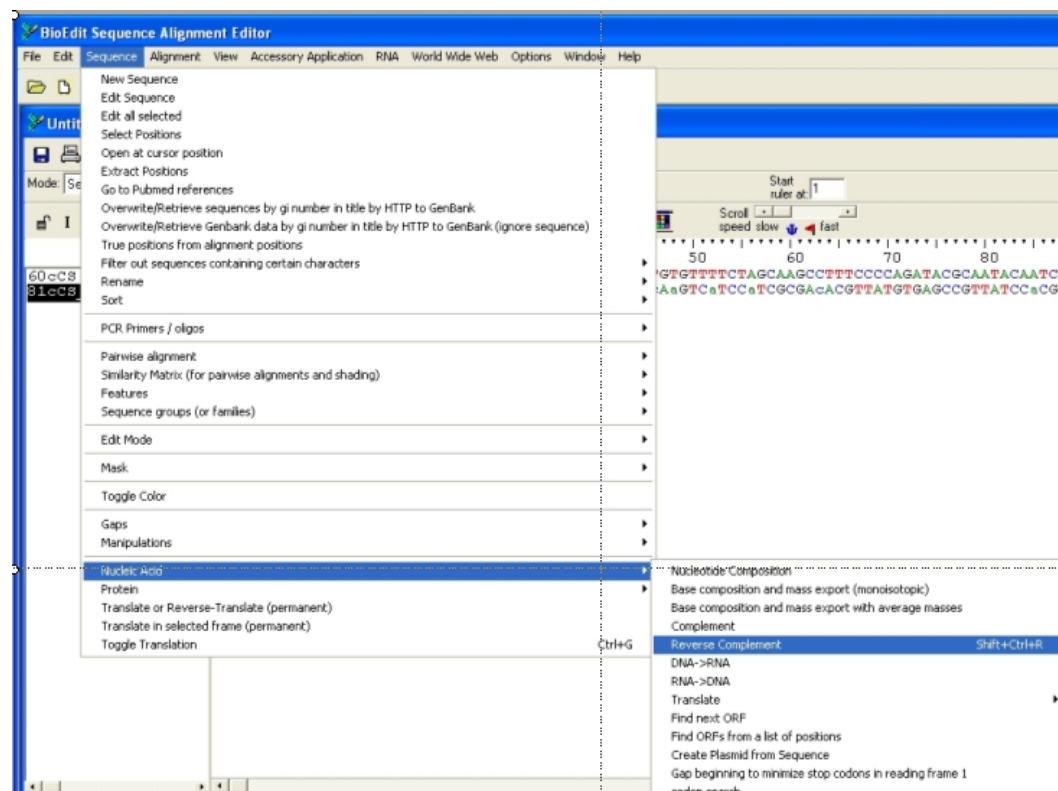 BioEdit Sequence Alignment Editor
File Edit Sequence Alignment View Accessory Application RNA World Wide Web Options Window Help
New Sequence
Edit Sequence
Edit all selected
Untit
Select Positions
Open at cursor position
Extract Positions
Mode: Se
Go to Pubmed references
Start
ruler at: 1
Overwrite/Retrieve sequences by gi number in title by HTTP to GenBank
Overwrite/Retrieve Genbank data by gi number in title by HTTP to GenBank (ignore sequence)
I
Scroll
speed slow fast
True positions from alignment positions
50 60 70 80
Filter out sequences containing certain characters
60cCS
GTGTTTTCTAGCAAGCCTTTCCCCAGATACGCAATACAATC
Rename
81cCS
AaGTCaTCCaTCGCGAcACGTTATGTGAGCCGTTATCCaCG
Sort
PCR Primers / oligos
Pairwise alignment
Similarity Matrix (for pairwise alignments and shading)
Features
Sequence groups (or families)
Edit Mode
Mask
Toggle Color
Gaps
Manipulations
Nucleic Acid
Protein
Translate or Reverse-Translate (permanent)
Translate in selected frame (permanent)
Toggle Translation Ctrl+G
Nucleotide Composition
Base composition and mass export (monoisotopic)
Base composition and mass export with average masses
Complement
Reverse Complement Shift+Ctrl+R
DNA->RNA
RNA->DNA
Translate
Find next ORF
Find ORFs from a list of positions
Create Plasmid from Sequence
Gap beginning to minimize stop codons in reading frame 1